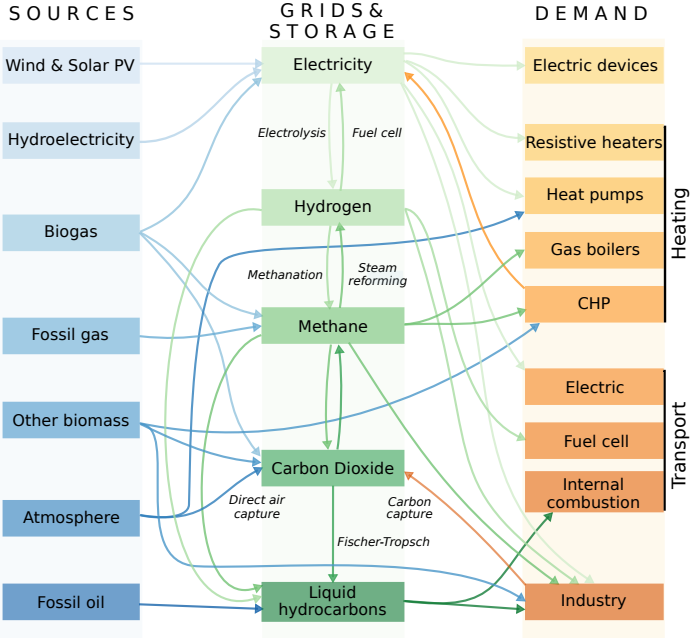 SOURCES
GRIDS &
STORAGE
DEMAND
Wind & Solar PV
Hydroelectricity
Biogas
Fossil gas
Other biomass
Atmosphere
Fossil oil
Electricity
Electrolysis
Fuel cell
Hydrogen
Methanation
Steam
reforming
Methane
Carbon Dioxide
Direct air
capture
Carbon
capture
Fischer-Tropsch
Liquid
hydrocarbons
Electric devices
Resistive heaters
Heat pumps
Gas boilers
CHP
Heating
Electric
Fuel cell
Internal
combustion
Transport
Industry